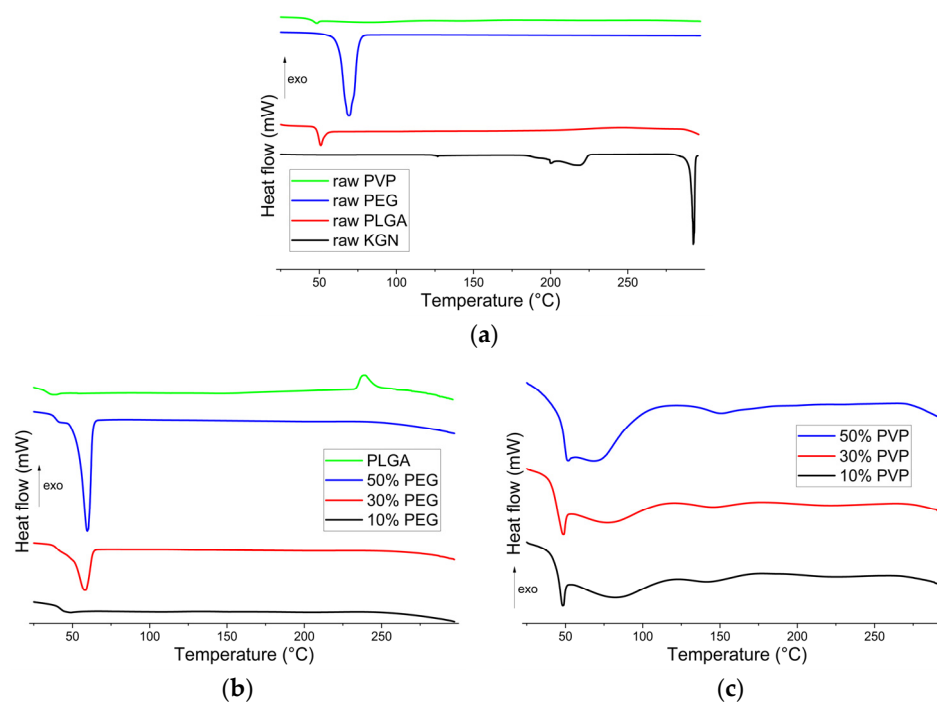 Heat flow (mW)
exo
raw PVP
raw PEG
raw PLGA
raw KGN
50 100 150 200 250
Temperature (°C)
(a)
Heat flow (mW)
exo
PLGA
50% PEG
30% PEG
10% PEG
50 100 150 200 250
Temperature (°C)
(b)
Heat flow (mW)
exo
50% PVP
30% PVP
10% PVP
50 100 150 200 250
Temperature (°C)
(c)